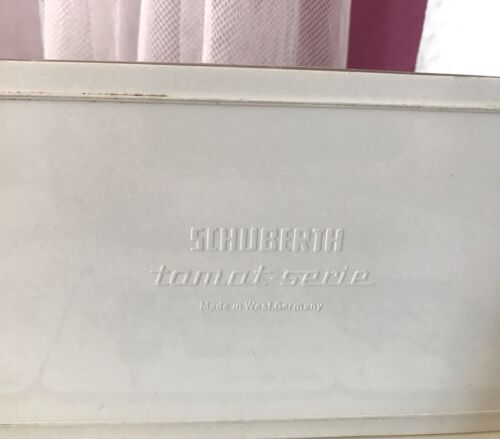 SCHUBERTH
tomat-serie
Made in West Germany